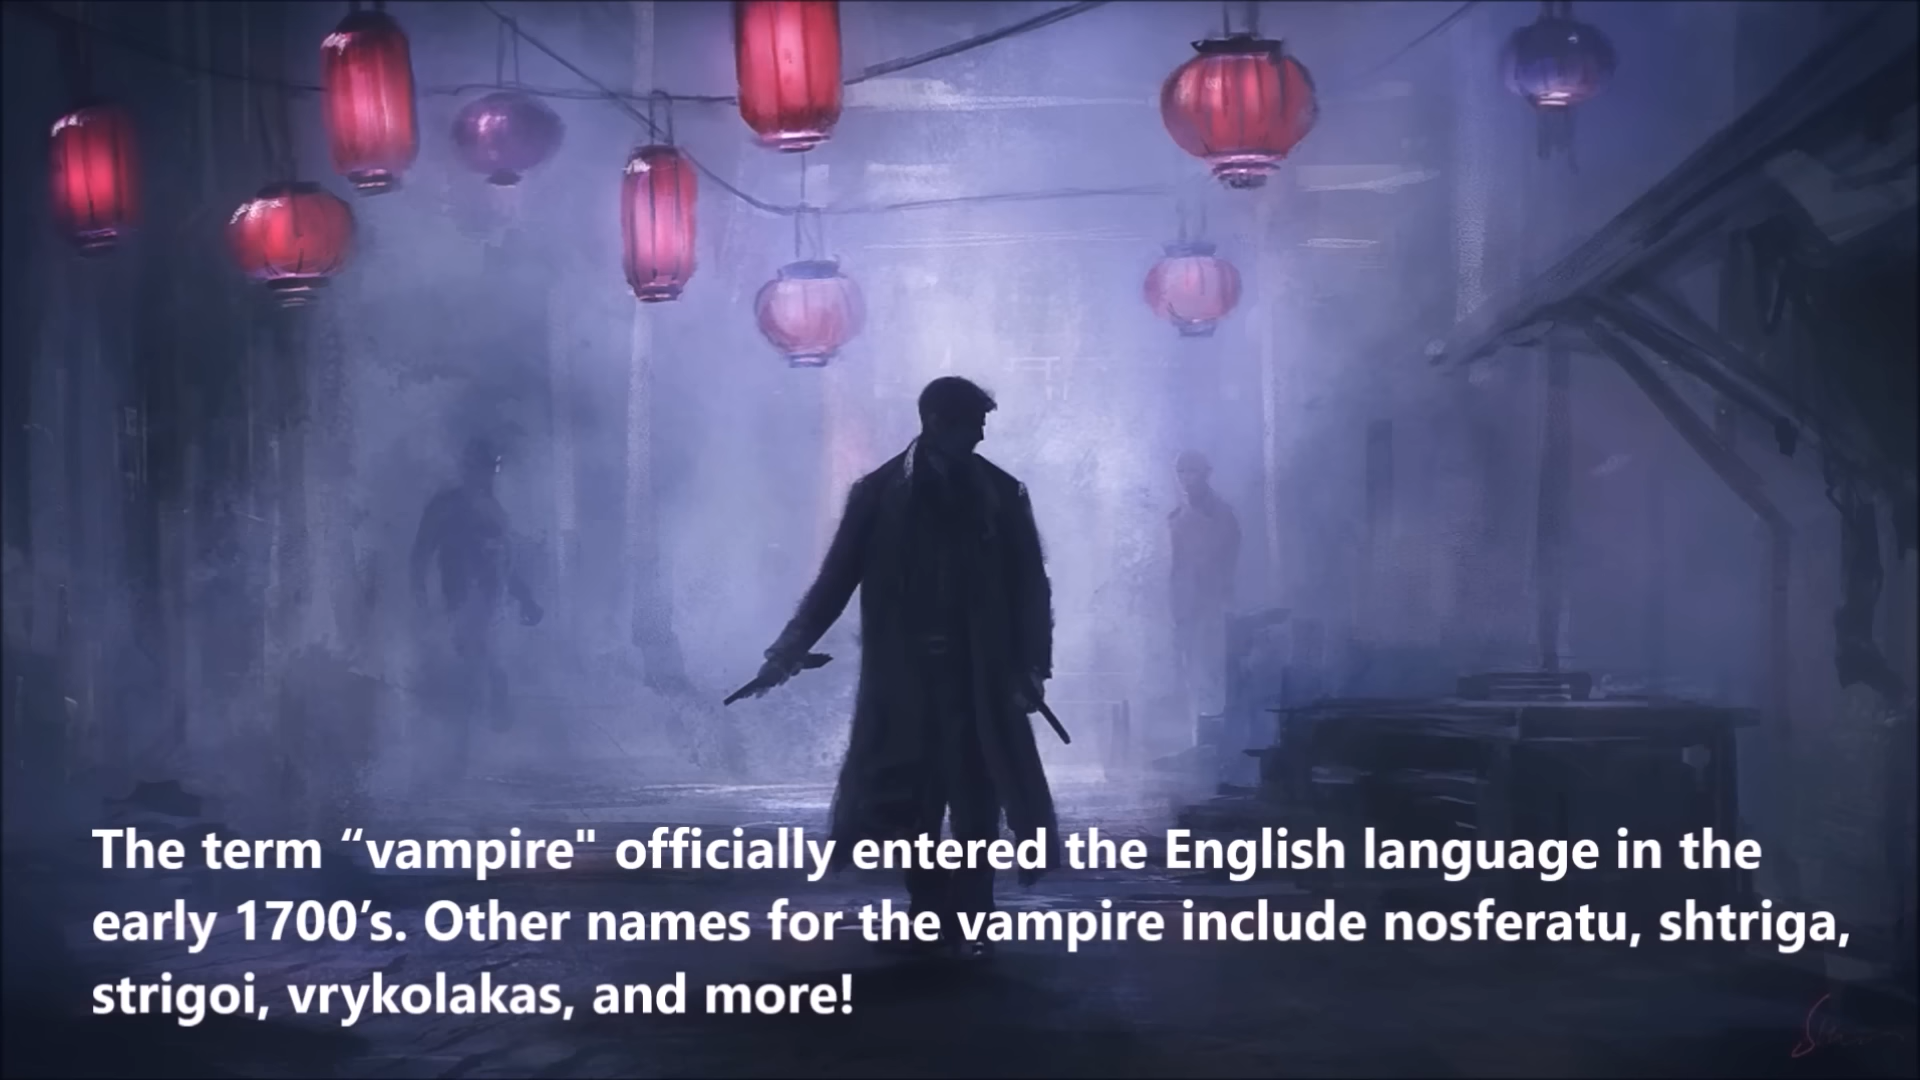 The term “vampire" officially entered the English language in the
early 1700’s. Other names for the vampire include nosferatu, shtriga,
strigoi, vrykolakas, and more!